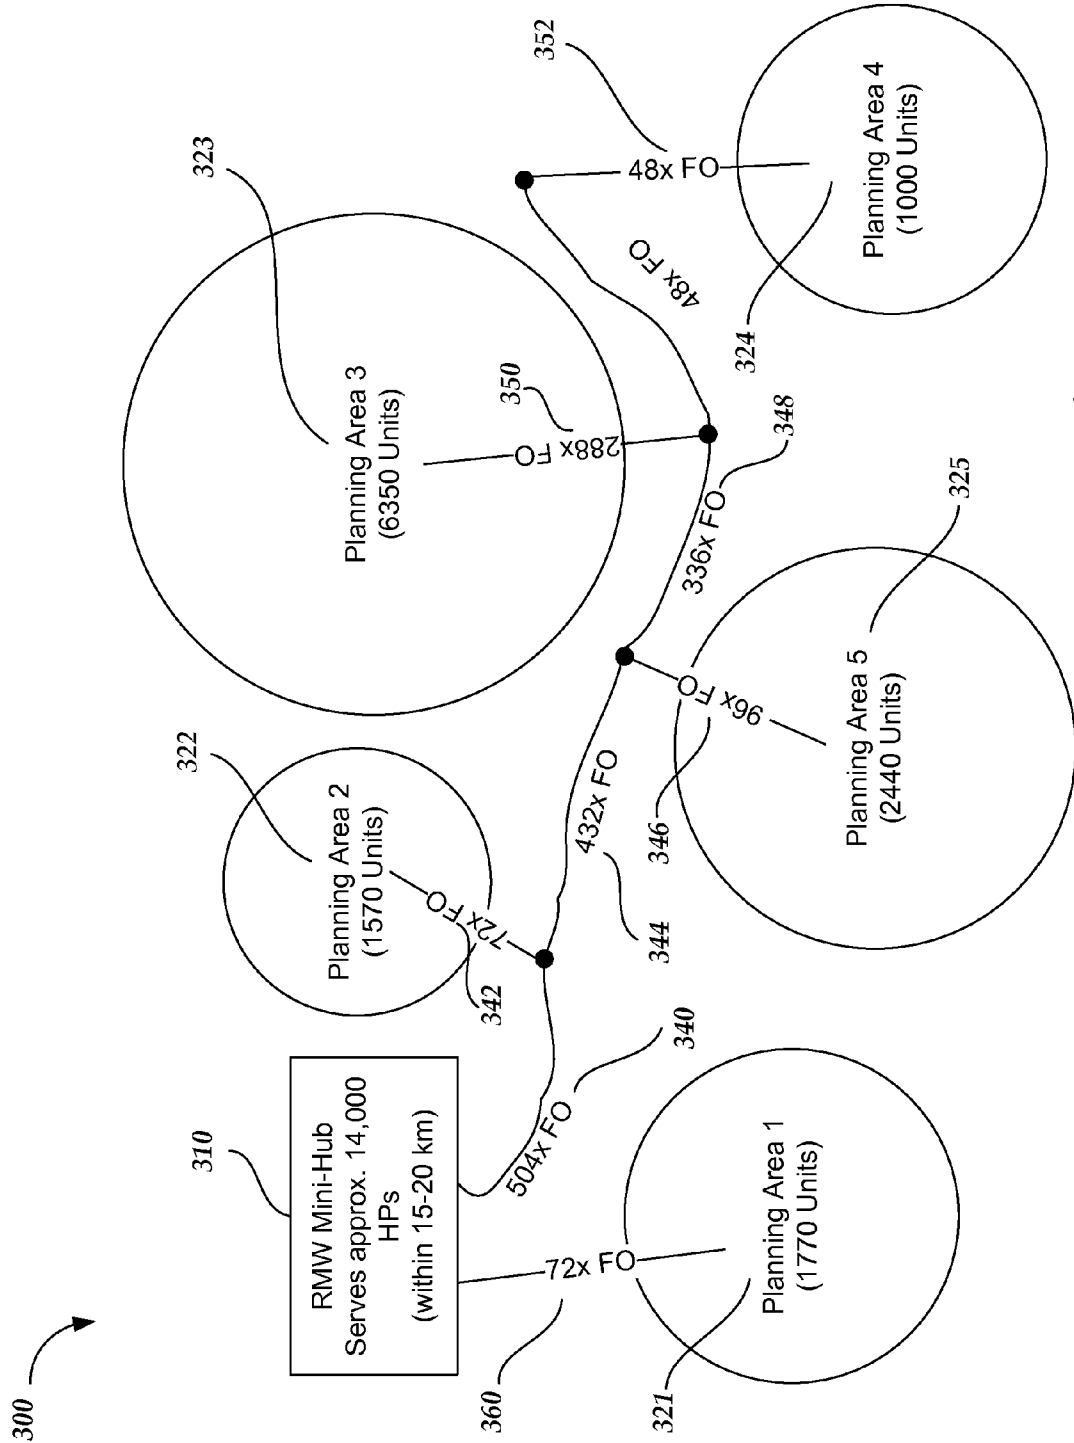 300
310
RMW Mini-Hub
Serves approx. 14,000
HPs
(within 15-20 km)
360
72x FO
321
Planning Area 1
(1770 Units)
504x FO
340
322
Planning Area 2
(1570 Units)
72x FO
342
432x FO
344
346
96x FO
325
Planning Area 5
(2440 Units)
323
Planning Area 3
(6350 Units)
350
288x FO
336x FO
348
48x FO
352
48x FO
324
Planning Area 4
(1000 Units)